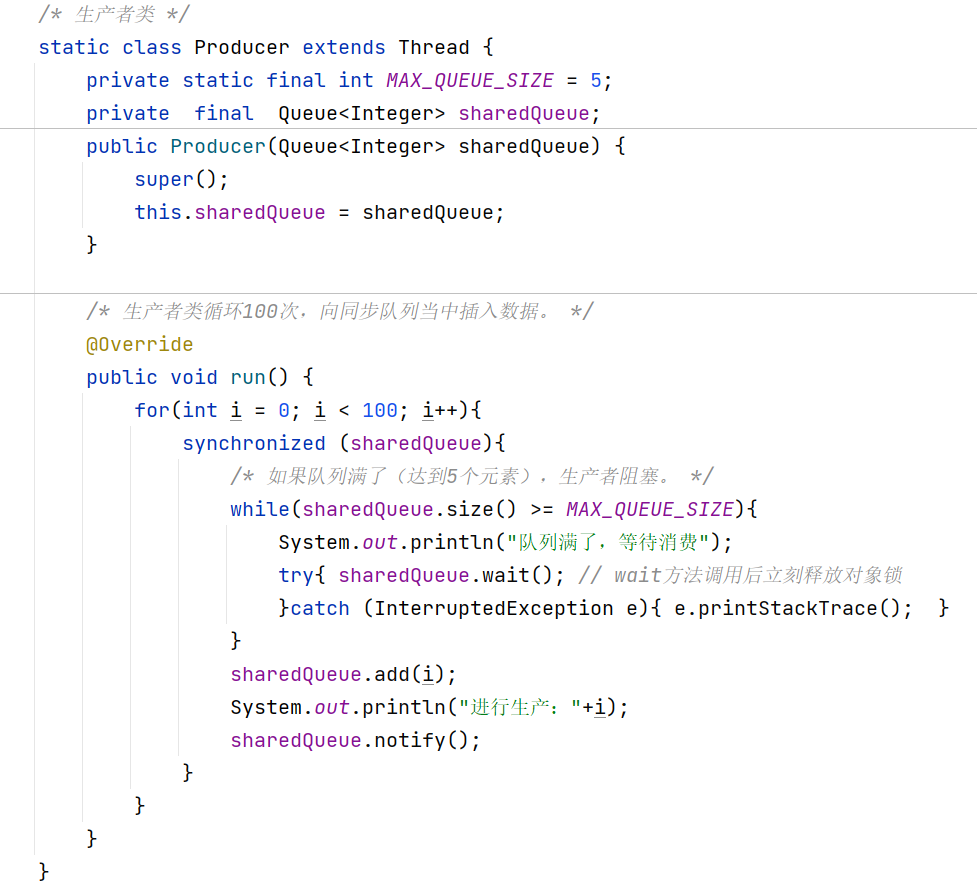 /* 生产者类 */
static class Producer extends Thread {
    private static final int MAX_QUEUE_SIZE = 5;
    private  final  Queue<Integer> sharedQueue;
    public Producer(Queue<Integer> sharedQueue) {
        super();
        this.sharedQueue = sharedQueue;
    }

    /* 生产者类循环100次，向同步队列当中插入数据。 */
    @Override
    public void run() {
        for(int i = 0; i < 100; i++){
            synchronized (sharedQueue){
                /* 如果队列满了（达到5个元素），生产者阻塞。 */
                while(sharedQueue.size() >= MAX_QUEUE_SIZE){
                    System.out.println("队列满了，等待消费");
                    try{ sharedQueue.wait(); // wait方法调用后立刻释放对象锁
                    }catch (InterruptedException e){ e.printStackTrace();  }
                }
                sharedQueue.add(i);
                System.out.println("进行生产："+i);
                sharedQueue.notify();
            }
        }
    }
}